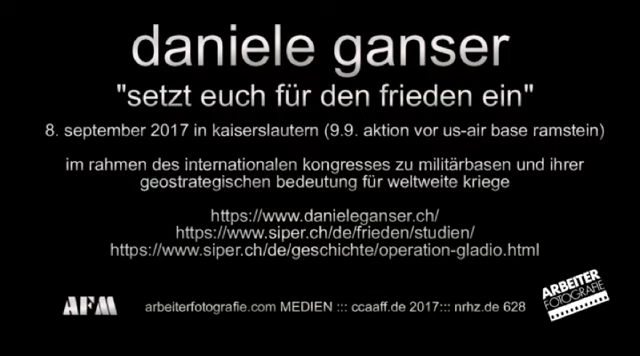 daniele ganser
"setzt euch für den frieden ein"
8. september 2017 in kaiserslautern (9.9. aktion vor us-air base ramstein)
im rahmen des internationalen kongresses zu militärbasen und ihrer
geostrategischen bedeutung für weltweite kriege
https://www.danieleganser.ch/
https://www.siper.ch/de/frieden/studien/
https://www.siper.ch/de/geschichte/operation-gladio.html
AFM
arbeiterfotografie.com MEDIEN ::: ccaaff.de 2017::: nrhz.de 628
ARBEITER
FOTOGRAFIE